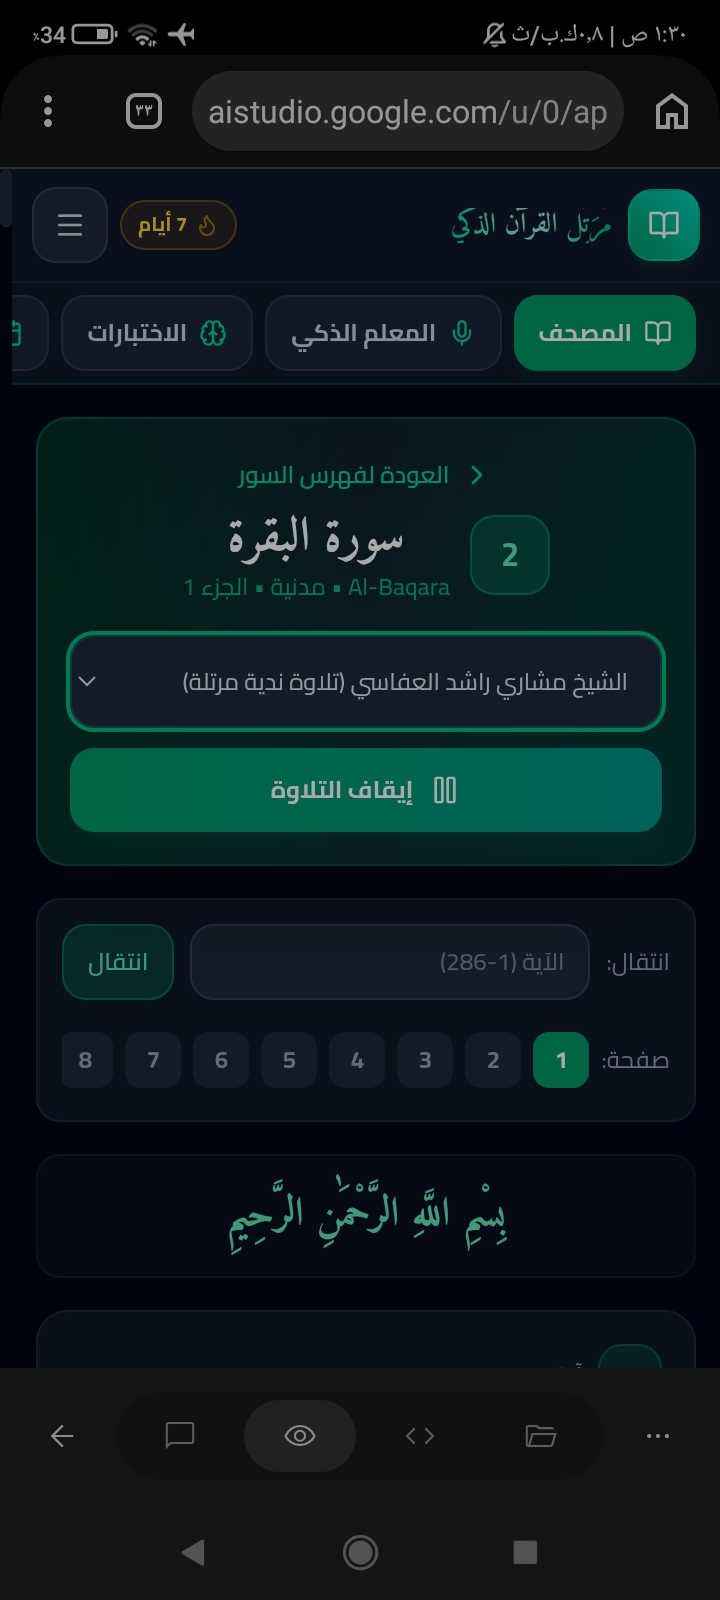 ١:٣٠ ص | ٠٫٨ك.ب/ث
34٪
٣٣
aistudio.google.com/u/0/ap
مُرَتِّل القرآن الذكي
7 أيام
المصحف
المعلم الذكي
الاختبارات
العودة لفهرس السور
2
سورة البقرة
Al-Baqara • مدنية • الجزء 1
الشيخ مشاري راشد العفاسي (تلاوة ندية مرتلة)
إيقاف التلاوة
انتقال:
الآية (1-286)
انتقال
صفحة:
1 2 3 4 5 6 7 8
بِسْمِ اللَّهِ الرَّحْمَٰنِ الرَّحِيمِ